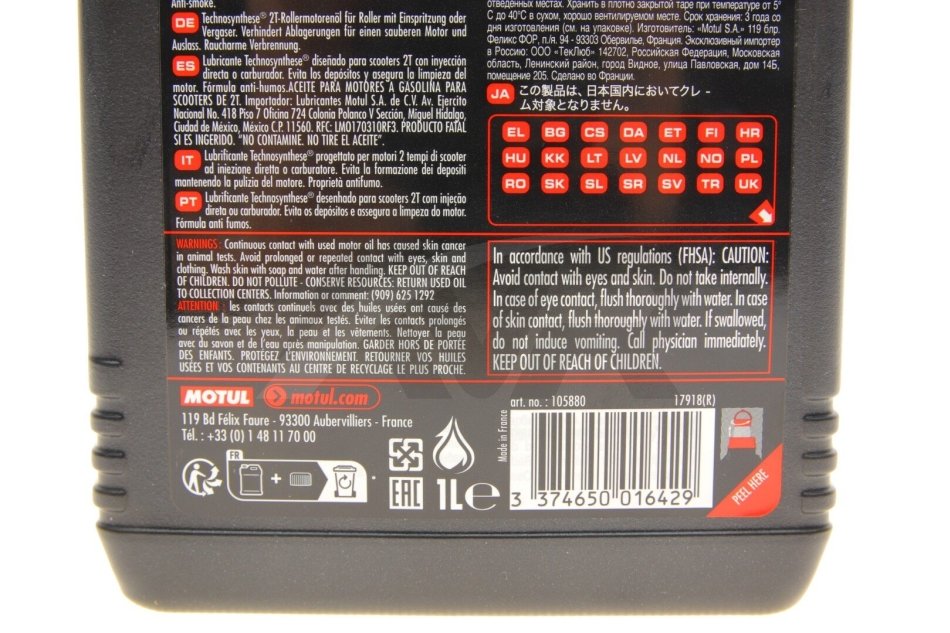 Anti-smoke.
DE Technosynthese® 2T-Rollermotorenöl für Roller mit Einspritzung oder
Vergaser. Verhindert Ablagerungen für einen sauberen Motor und
Auslass. Raucharme Verbrennung.
ES Lubricante Technosynthese® diseñado para scooters 2T con inyección
directa o carburador. Evita los depósitos y asegura la limpieza del
motor. Fórmula anti-humos.ACEITE PARA MOTORES A GASOLINA PARA
SCOOTERS DE 2T. Importador: Lubricantes Motul S.A. de C.V. Av. Ejercito
Nacional No. 418 Piso 7 Oficina 724 Colonia Polanco V Sección, Miguel Hidalgo,
Ciudad de México, México C.P. 11560. RFC: LMO170310RF3. PRODUCTO FATAL
SI ES INGERIDO. "NO CONTAMINE. NO TIRE EL ACEITE".
IT Lubrificante Technosynthese® progettato per motori 2 tempi di scooter
ad iniezione diretta o carburatore. Evita la formazione dei depositi
mantenendo la pulizia del motore. Proprietà antifumo.
PT Lubrificante Technosynthese® desenhado para scooters 2T com injeção
direta ou carburador. Evita os depósitos e assegura a limpeza do motor.
Fórmula anti fumos.
отведенных местах. Хранить в плотно закрытой таре при температуре от 5°
С до 40°С в сухом, хорошо вентилируемом месте. Срок хранения: 3 года со
дня изготовления (см. на упаковке). Изготовитель: «Motul S.A.» 119 блр.
Феликс ФОР, п./я, 94 - 93303 Обервилье, Франция. Эксклюзивный импортер
в Россию: ООО «ТекЛюб» 142702, Российская Федерация, Московская
область, Ленинский район, город Видное, улица Павловская, дом 14Б,
помещение 205. Сделано во Франции.
JA この製品は、日本国内においてクレ -
ム対象となりません。
EL BG CS DA ET FI HR
HU KK LT LV NL NO PL
RO SK SL SR SV TR UK
WARNINGS: Continuous contact with used motor oil has caused skin cancer
in animal tests. Avoid prolonged or repeated contact with eyes, skin and
clothing. Wash skin with soap and water after handling. KEEP OUT OF REACH
OF CHILDREN. DO NOT POLLUTE - CONSERVE RESOURCES: RETURN USED OIL
TO COLLECTION CENTERS. Information or comment: (909) 625 1292
ATTENTION : les contacts continuels avec des huiles usées ont causé des
cancers de la peau chez les animaux testés. Eviter les contacts prolongés
ou répétés avec les yeux, la peau et les vêtements. Nettoyer la peau
avec du savon et de l'eau après manipulation. GARDER HORS DE PORTÉE
DES ENFANTS. PROTÉGEZ L'ENVIRONNEMENT. RETOURNER VOS HUILES
USÉES ET VOS CONTENANTS AU CENTRE DE RECYCLAGE LE PLUS PROCHE.
In accordance with US regulations (FHSA): CAUTION:
Avoid contact with eyes and skin. Do not take internally.
In case of eye contact, flush thoroughly with water. In case
of skin contact, flush thoroughly with water. If swallowed,
do not induce vomiting. Call physician immediately.
KEEP OUT OF REACH OF CHILDREN.
MOTUL motul.com
119 Bd Félix Faure - 93300 Aubervilliers - France
Tél. : +33 (0) 1 48 11 70 00
FR
EAC
1L e
Made in France
art. no. : 105880 17918(R)
3 374650 016429
PEEL HERE